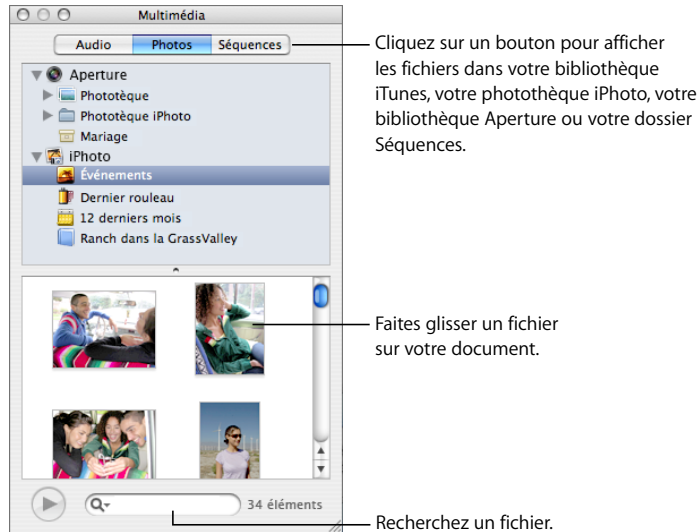 Multimédia
Audio
Photos
Séquences
Aperture
Phototèque
Phototèque iPhoto
Mariage
iPhoto
Événements
Dernier rouleau
12 derniers mois
Ranch dans la GrassValley
34 éléments
Cliquez sur un bouton pour afficher
les fichiers dans votre bibliothèque
iTunes, votre photothèque iPhoto, votre
bibliothèque Aperture ou votre dossier
Séquences.
Faites glisser un fichier
sur votre document.
Recherchez un fichier.